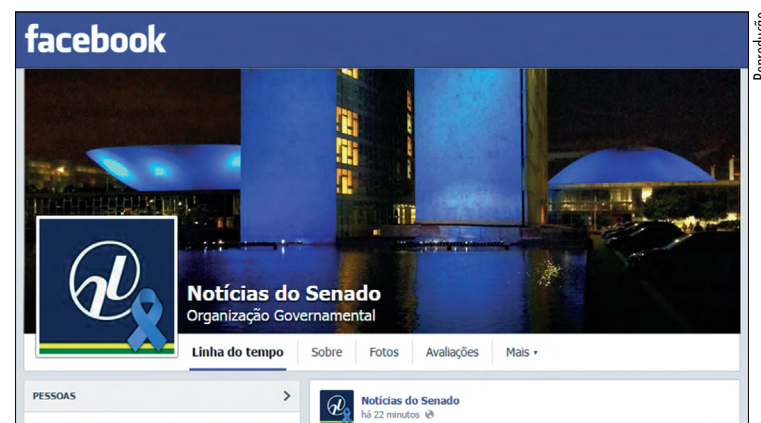 facebook
Reprodução
Notícias do Senado
Organização Governamental
Linha do tempo Sobre Fotos Avaliações Mais
PESSOAS
Notícias do Senado
há 22 minutos